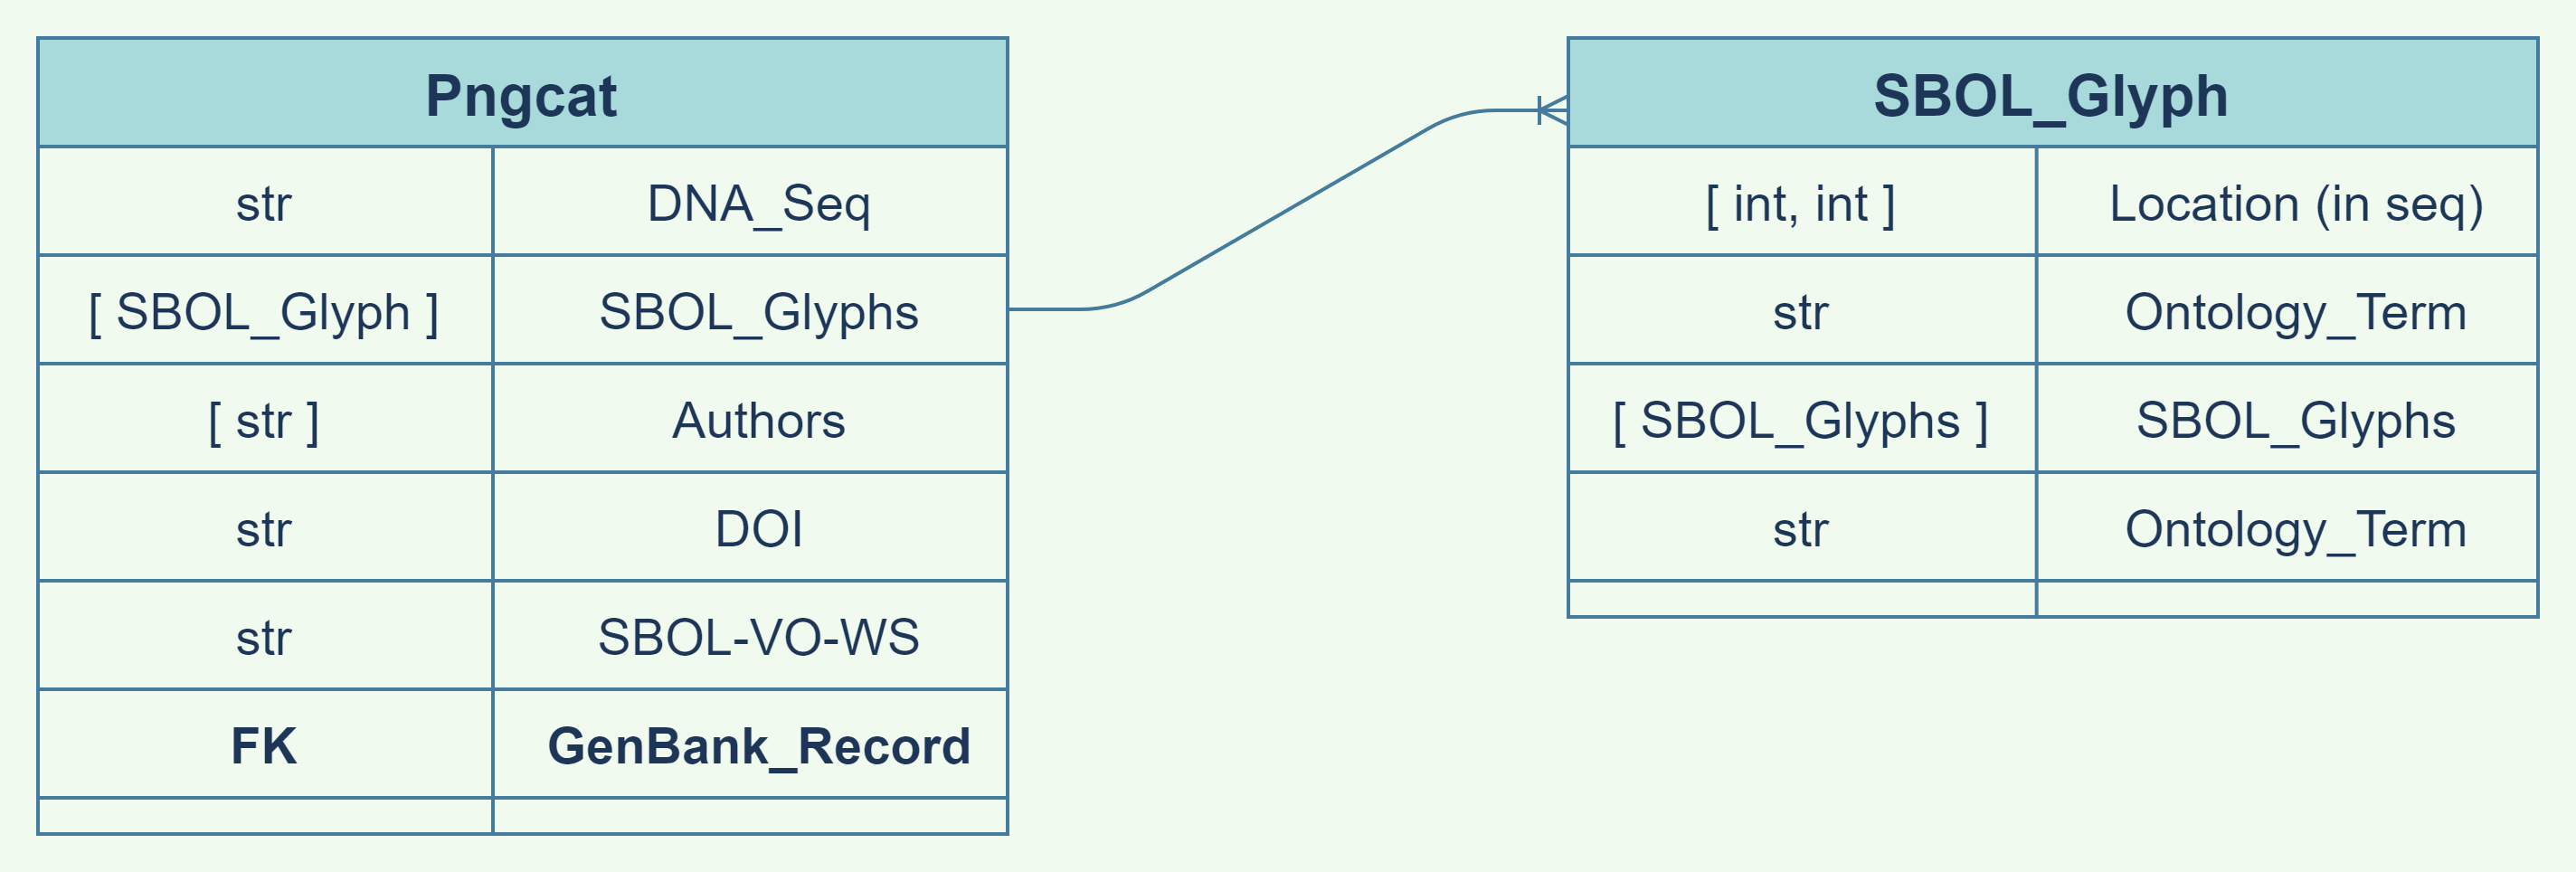 Pngcat
str DNA_Seq
[ SBOL_Glyph ] SBOL_Glyphs
[ str ] Authors
str DOI
str SBOL-VO-WS
FK GenBank_Record
SBOL_Glyph
[ int, int ] Location (in seq)
str Ontology_Term
[ SBOL_Glyphs ] SBOL_Glyphs
str Ontology_Term